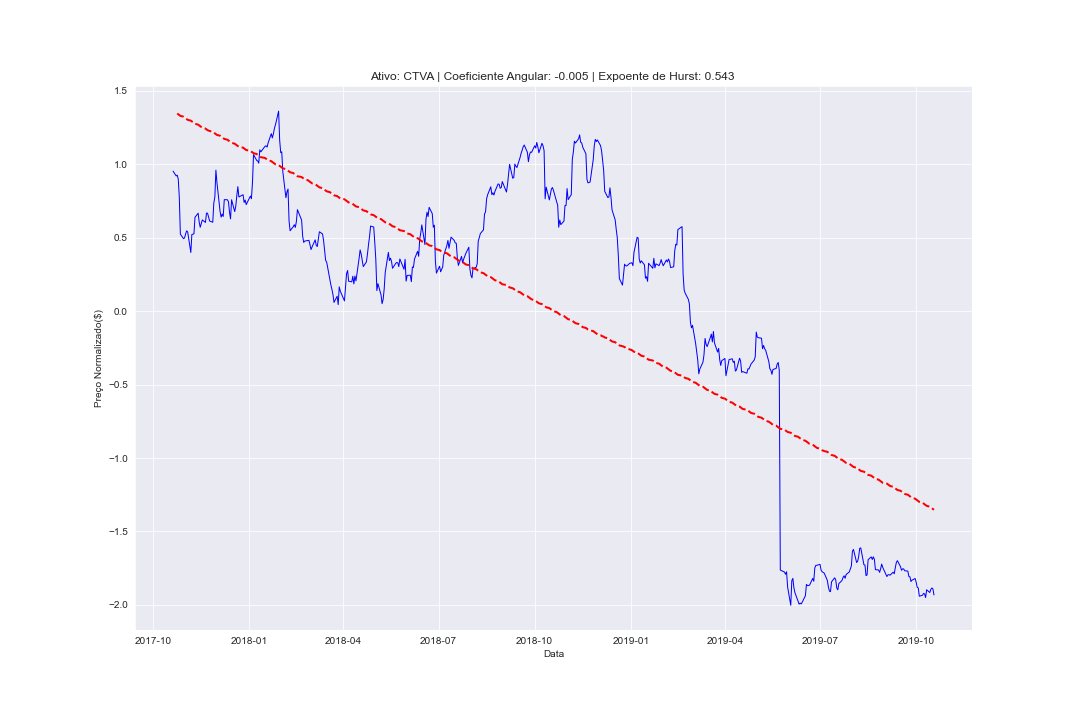 Ativo: CTVA | Coeficiente Angular: -0.005 | Expoente de Hurst: 0.543
1.5
1.0
0.5
0.0
−0.5
−1.0
−1.5
−2.0
Preço Normalizado($)
2017-10 2018-01 2018-04 2018-07 2018-10 2019-01 2019-04 2019-07 2019-10
Data